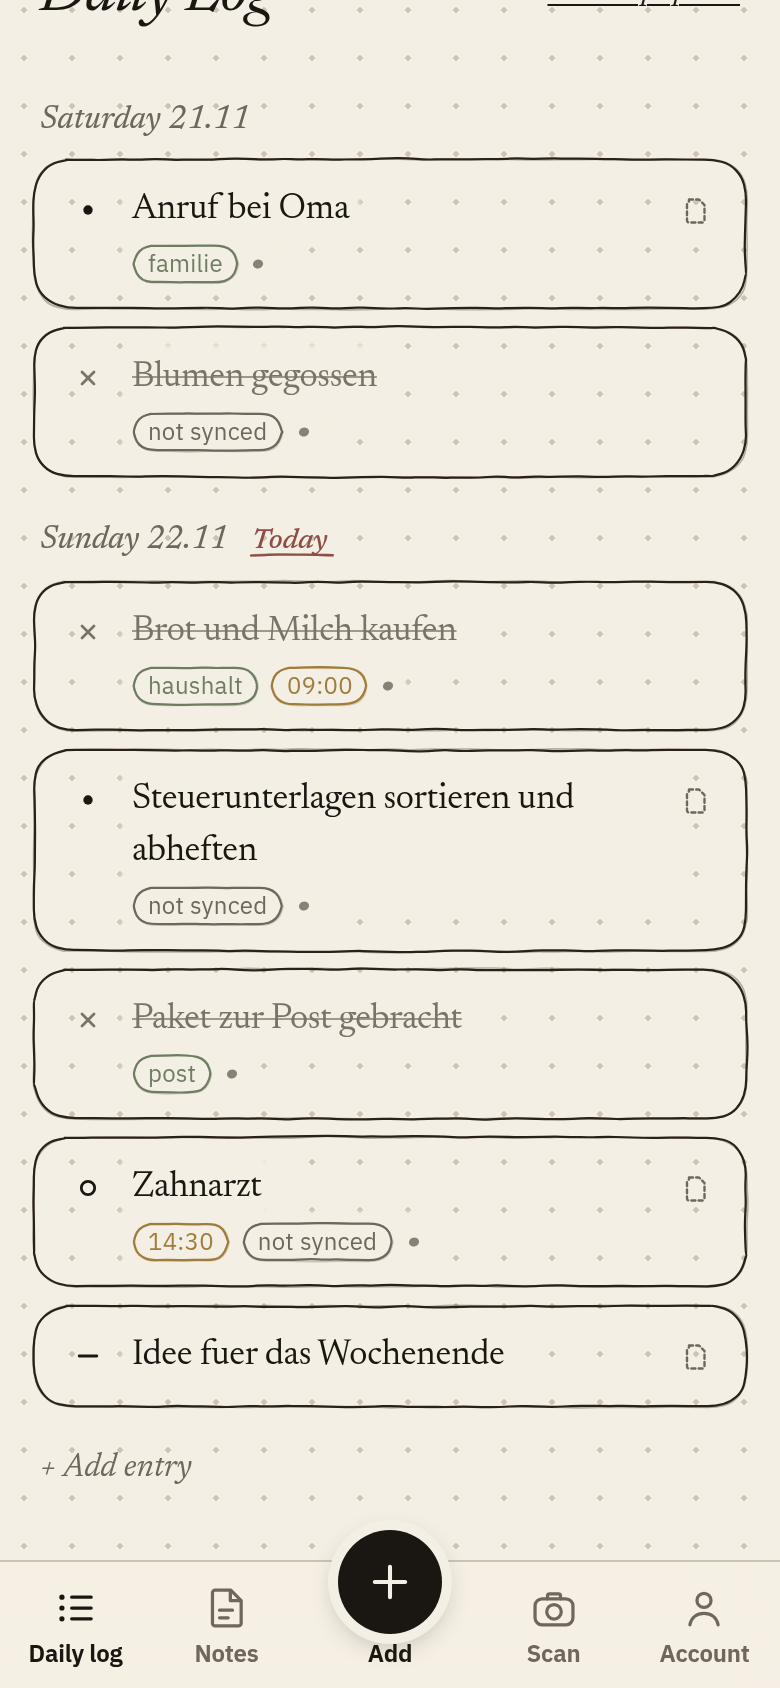 Daily Log
Saturday 21.11
• Anruf bei Oma
familie •
× Blumen gegossen
not synced •
Sunday 22.11 Today
× Brot und Milch kaufen
haushalt 09:00 •
• Steuerunterlagen sortieren und
abheften
not synced •
× Paket zur Post gebracht
post •
○ Zahnarzt
14:30 not synced •
– Idee fuer das Wochenende
+ Add entry
Daily log Notes Add Scan Account